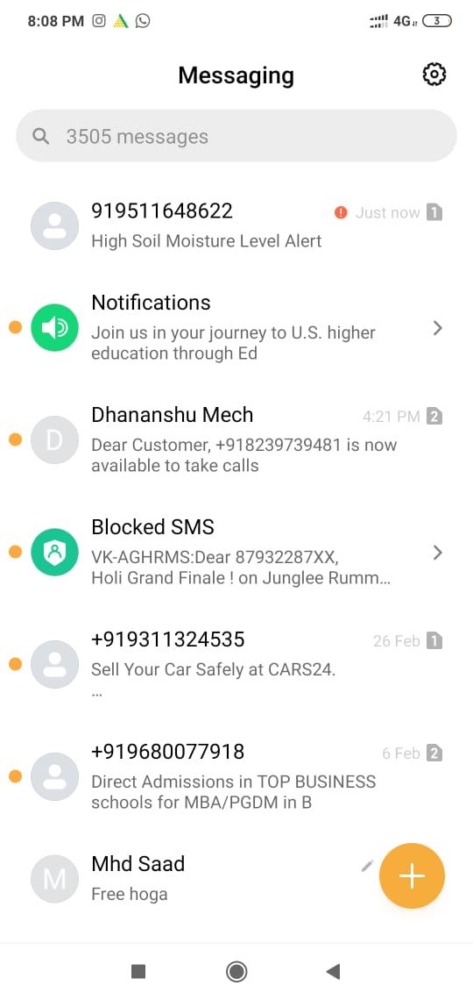 8:08 PM 4G 3
Messaging
3505 messages
919511648622
Just now 1
High Soil Moisture Level Alert
Notifications
Join us in your journey to U.S. higher
education through Ed
Dhananshu Mech
4:21 PM 2
D
Dear Customer, +918239739481 is now
available to take calls
Blocked SMS
VK-AGHRMS:Dear 87932287XX,
Holi Grand Finale ! on Junglee Rumm...
+919311324535
26 Feb 1
Sell Your Car Safely at CARS24.
...
+919680077918
6 Feb 2
Direct Admissions in TOP BUSINESS
schools for MBA/PGDM in B
Mhd Saad
M
Free hoga